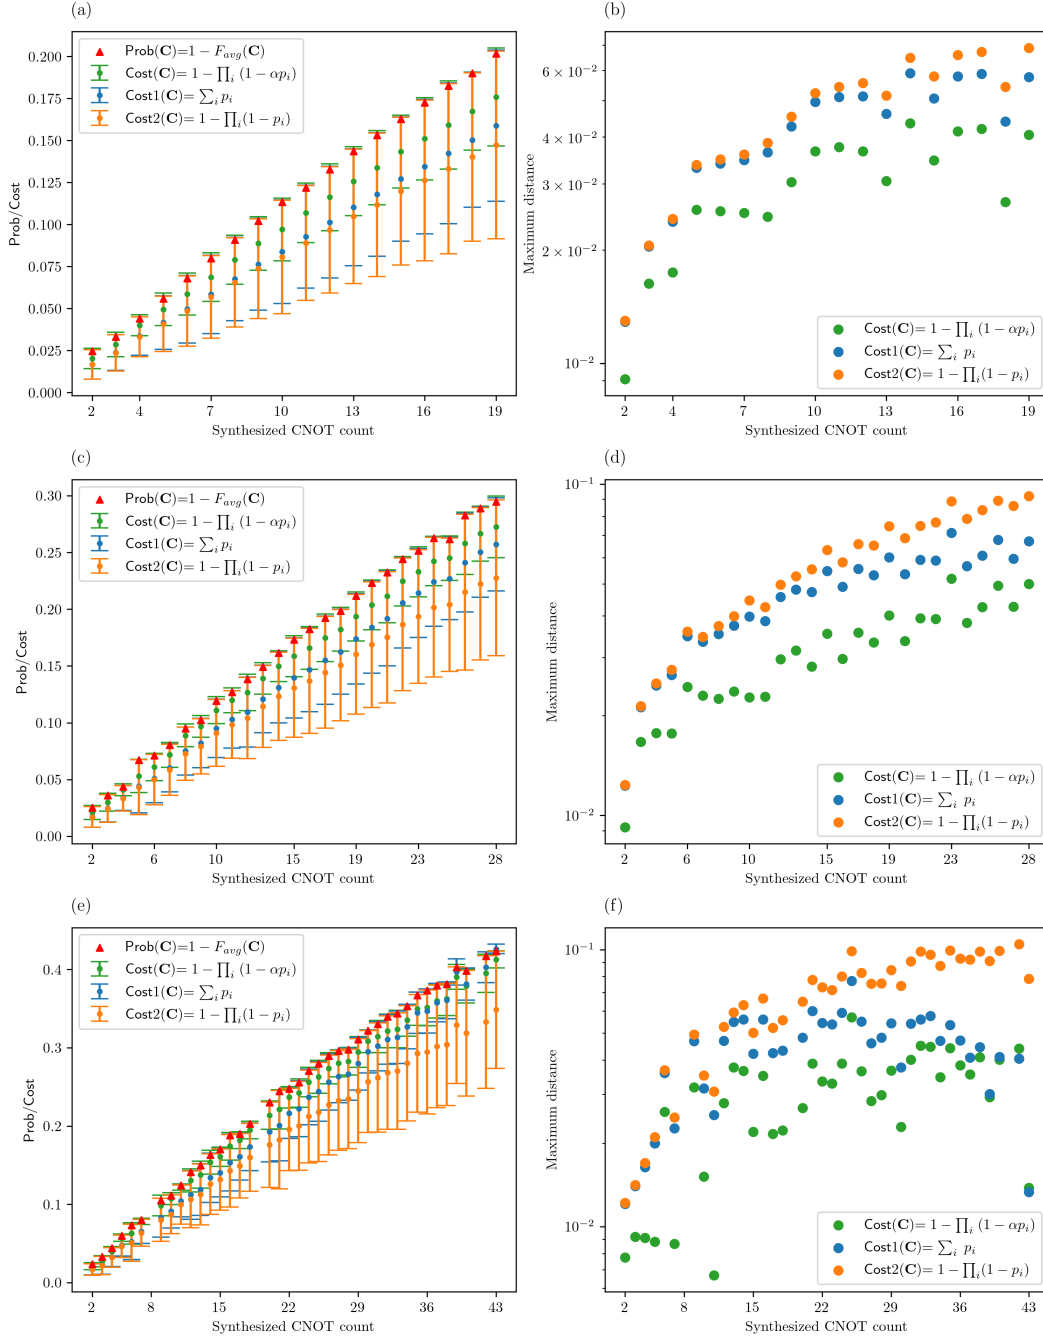 (a)
0.200
0.175
0.150
0.125
0.100
0.075
0.050
0.025
0.000
Prob/Cost
Prob(C)=1 − F_avg(C)
Cost(C)= 1 − ∏_i (1 − αp_i)
Cost1(C)= ∑_i p_i
Cost2(C)= 1 − ∏_i(1 − p_i)
2 4 7 10 13 16 19
Synthesized CNOT count
(b)
6 × 10⁻²
4 × 10⁻²
3 × 10⁻²
2 × 10⁻²
10⁻²
Maximum distance
Cost(C)= 1 − ∏_i (1 − αp_i)
Cost1(C)= ∑_i p_i
Cost2(C)= 1 − ∏_i(1 − p_i)
2 4 7 10 13 16 19
Synthesized CNOT count
(c)
0.30
0.25
0.20
0.15
0.10
0.05
0.00
Prob/Cost
Prob(C)=1 − F_avg(C)
Cost(C)= 1 − ∏_i (1 − αp_i)
Cost1(C)= ∑_i p_i
Cost2(C)= 1 − ∏_i(1 − p_i)
2 6 10 15 19 23 28
Synthesized CNOT count
(d)
10⁻¹
10⁻²
Maximum distance
Cost(C)= 1 − ∏_i (1 − αp_i)
Cost1(C)= ∑_i p_i
Cost2(C)= 1 − ∏_i(1 − p_i)
2 6 10 15 19 23 28
Synthesized CNOT count
(e)
0.4
0.3
0.2
0.1
0.0
Prob/Cost
Prob(C)=1 − F_avg(C)
Cost(C)= 1 − ∏_i (1 − αp_i)
Cost1(C)= ∑_i p_i
Cost2(C)= 1 − ∏_i(1 − p_i)
2 8 15 22 29 36 43
Synthesized CNOT count
(f)
10⁻¹
10⁻²
Maximum distance
Cost(C)= 1 − ∏_i (1 − αp_i)
Cost1(C)= ∑_i p_i
Cost2(C)= 1 − ∏_i(1 − p_i)
2 8 15 22 29 36 43
Synthesized CNOT count